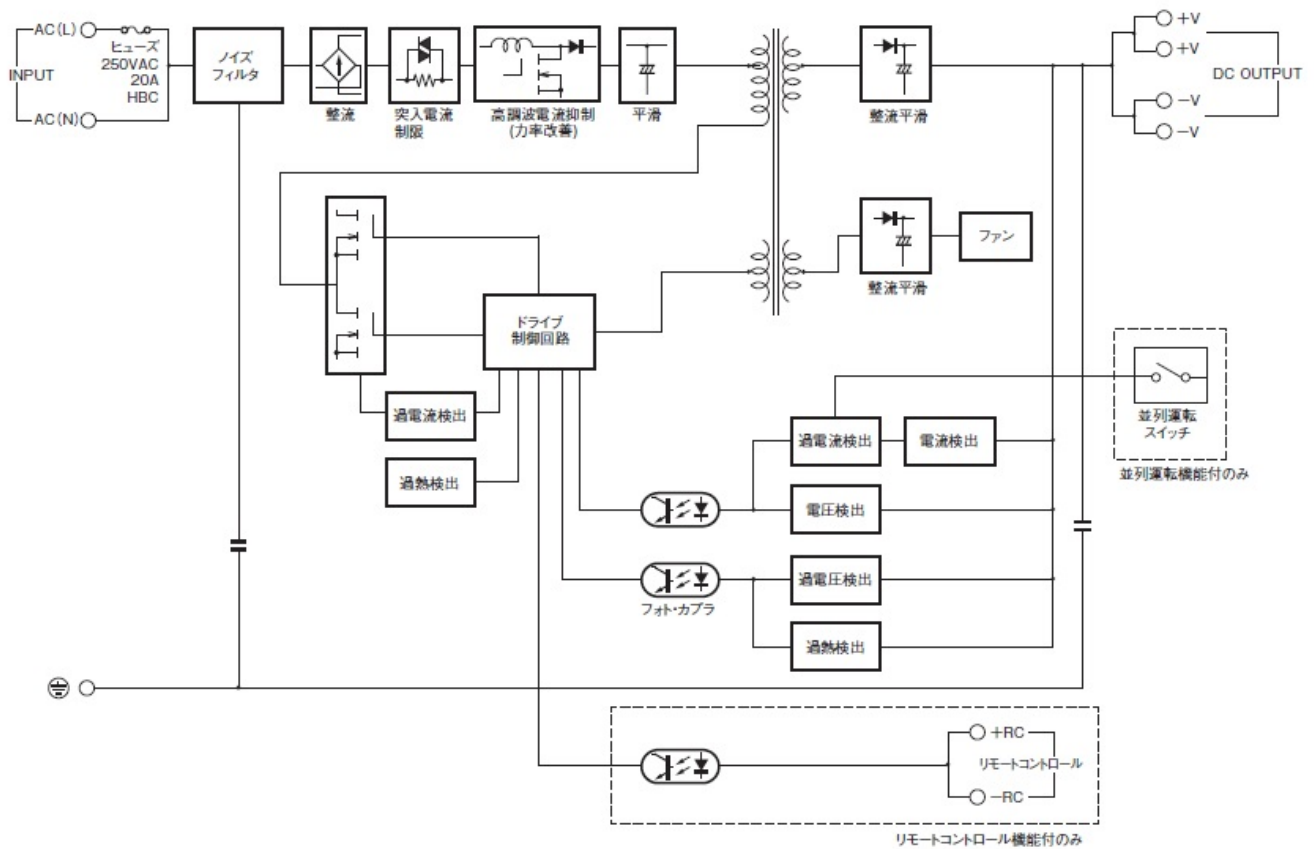 AC(L)
ヒューズ
250VAC
20A
HBC
INPUT
AC(N)
ノイズ
フィルタ
整流
突入電流
制限
高調波電流抑制
(力率改善)
平滑
整流平滑
+V
+V
DC OUTPUT
−V
−V
整流平滑
ファン
ドライブ
制御回路
過電流検出
過熱検出
過電流検出
電流検出
並列運転
スイッチ
並列運転機能付のみ
電圧検出
過電圧検出
フォト・カプラ
過熱検出
+RC
リモートコントロール
−RC
リモートコントロール機能付のみ